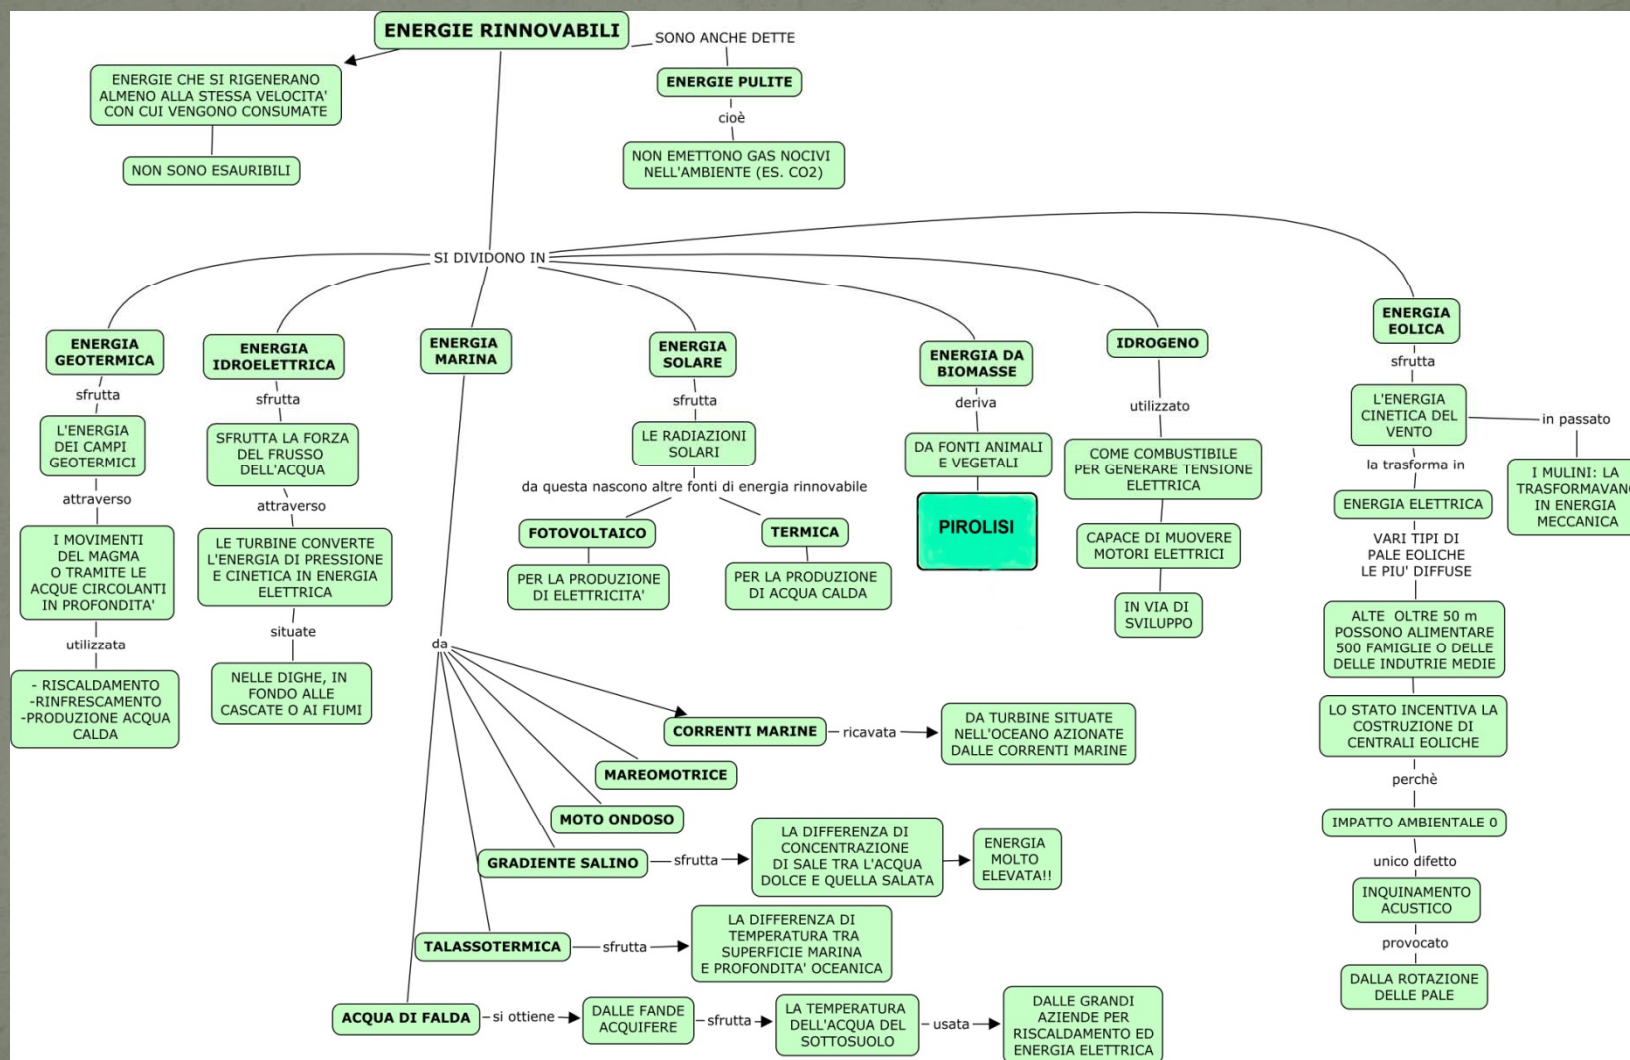 ENERGIE RINNOVABILI
SONO ANCHE DETTE
ENERGIE CHE SI RIGENERANO
ALMENO ALLA STESSA VELOCITA'
CON CUI VENGONO CONSUMATE
NON SONO ESAURIBILI
ENERGIE PULITE
cioè
NON EMETTONO GAS NOCIVI
NELL'AMBIENTE (ES. CO2)
SI DIVIDONO IN
ENERGIA
GEOTERMICA
sfrutta
L'ENERGIA
DEI CAMPI
GEOTERMICI
attraverso
I MOVIMENTI
DEL MAGMA
O TRAMITE LE
ACQUE CIRCOLANTI
IN PROFONDITA'
utilizzata
- RISCALDAMENTO
-RINFRESCAMENTO
-PRODUZIONE ACQUA
CALDA
ENERGIA
IDROELETTRICA
sfrutta
SFRUTTA LA FORZA
DEL FRUSSO
DELL'ACQUA
attraverso
LE TURBINE CONVERTE
L'ENERGIA DI PRESSIONE
E CINETICA IN ENERGIA
ELETTRICA
situate
NELLE DIGHE, IN
FONDO ALLE
CASCATE O AI FIUMI
ENERGIA
MARINA
da
CORRENTI MARINE
ricavata
DA TURBINE SITUATE
NELL'OCEANO AZIONATE
DALLE CORRENTI MARINE
MAREOMOTRICE
MOTO ONDOSO
GRADIENTE SALINO
sfrutta
LA DIFFERENZA DI
CONCENTRAZIONE
DI SALE TRA L'ACQUA
DOLCE E QUELLA SALATA
ENERGIA
MOLTO
ELEVATA!!
TALASSOTERMICA
sfrutta
LA DIFFERENZA DI
TEMPERATURA TRA
SUPERFICIE MARINA
E PROFONDITA' OCEANICA
ACQUA DI FALDA
si ottiene
DALLE FANDE
ACQUIFERE
sfrutta
LA TEMPERATURA
DELL'ACQUA DEL
SOTTOSUOLO
usata
DALLE GRANDI
AZIENDE PER
RISCALDAMENTO ED
ENERGIA ELETTRICA
ENERGIA
SOLARE
sfrutta
LE RADIAZIONI
SOLARI
da questa nascono altre fonti di energia rinnovabile
FOTOVOLTAICO
PER LA PRODUZIONE
DI ELETTRICITA'
TERMICA
PER LA PRODUZIONE
DI ACQUA CALDA
ENERGIA DA
BIOMASSE
deriva
DA FONTI ANIMALI
E VEGETALI
PIROLISI
IDROGENO
utilizzato
COME COMBUSTIBILE
PER GENERARE TENSIONE
ELETTRICA
CAPACE DI MUOVERE
MOTORI ELETTRICI
IN VIA DI
SVILUPPO
ENERGIA
EOLICA
sfrutta
L'ENERGIA
CINETICA DEL
VENTO
in passato
I MULINI: LA
TRASFORMAVANO
IN ENERGIA
MECCANICA
la trasforma in
ENERGIA ELETTRICA
VARI TIPI DI
PALE EOLICHE
LE PIU' DIFFUSE
ALTE OLTRE 50 m
POSSONO ALIMENTARE
500 FAMIGLIE O DELLE
DELLE INDUTRIE MEDIE
LO STATO INCENTIVA LA
COSTRUZIONE DI
CENTRALI EOLICHE
perchè
IMPATTO AMBIENTALE 0
unico difetto
INQUINAMENTO
ACUSTICO
provocato
DALLA ROTAZIONE
DELLE PALE